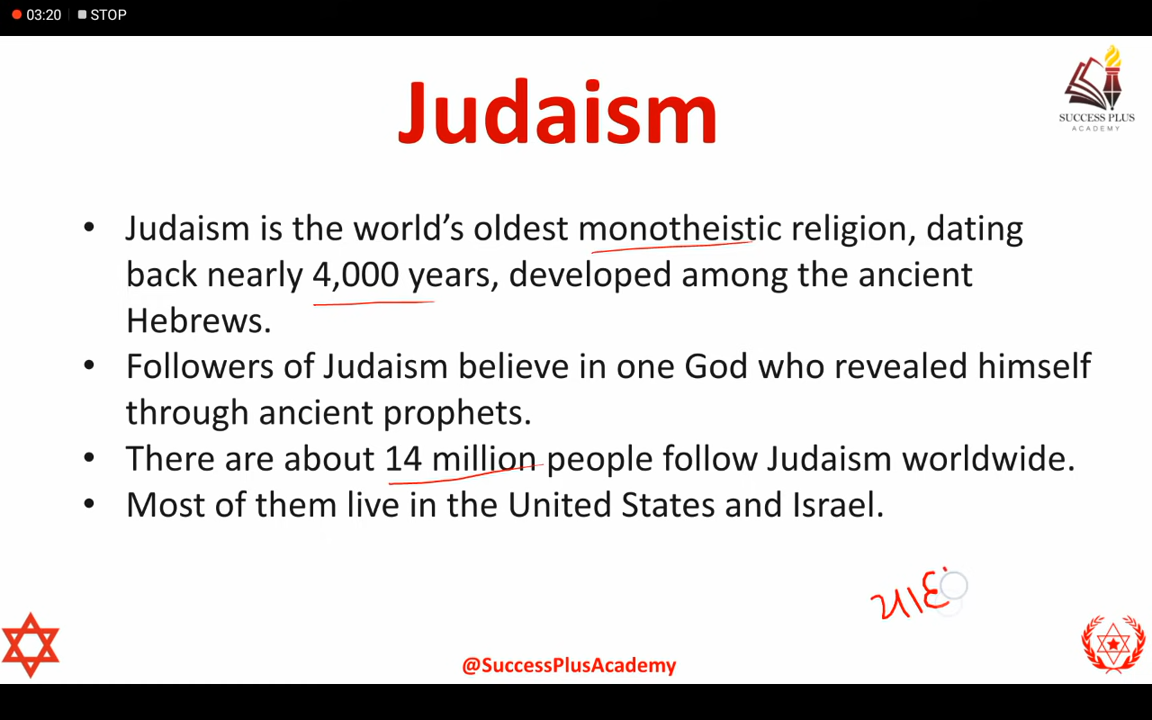 03:20 STOP
Judaism
SUCCESS PLUS
ACADEMY
• Judaism is the world’s oldest monotheistic religion, dating
back nearly 4,000 years, developed among the ancient
Hebrews.
• Followers of Judaism believe in one God who revealed himself
through ancient prophets.
• There are about 14 million people follow Judaism worldwide.
• Most of them live in the United States and Israel.
@SuccessPlusAcademy